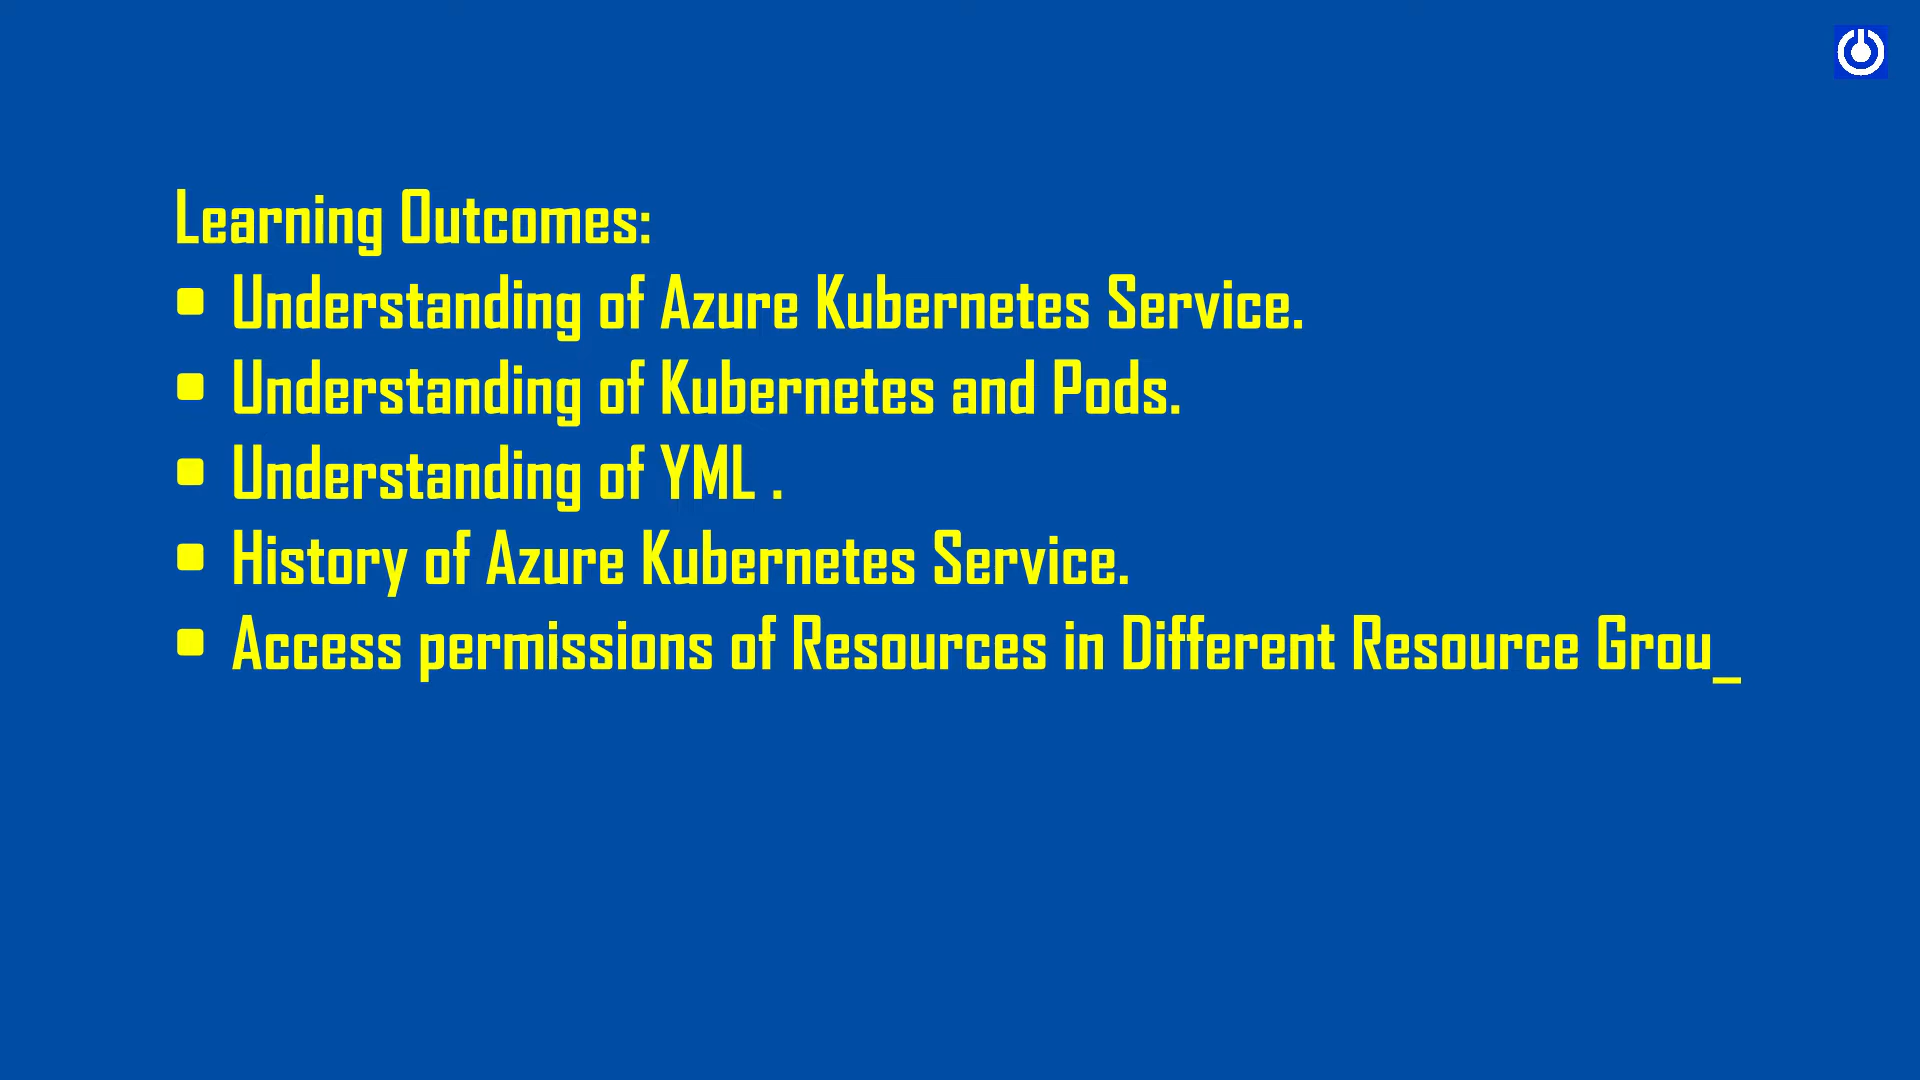 Learning Outcomes:
▪ Understanding of Azure Kubernetes Service.
▪ Understanding of Kubernetes and Pods.
▪ Understanding of YML .
▪ History of Azure Kubernetes Service.
▪ Access permissions of Resources in Different Resource Grou_